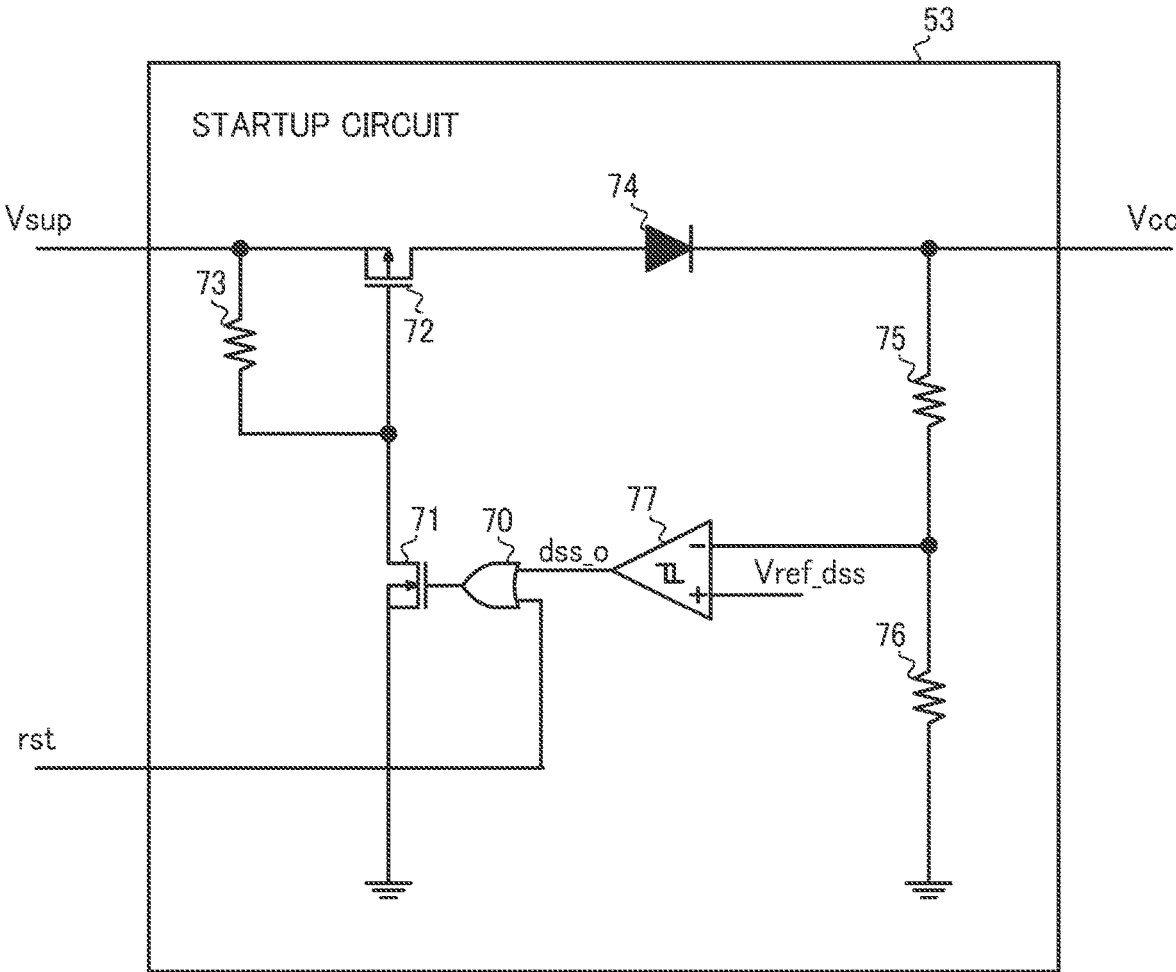 53
STARTUP CIRCUIT
74
Vsup
Vcc
73
72
75
77
71
70
dss_o
-
Vref_dss
+
76
rst